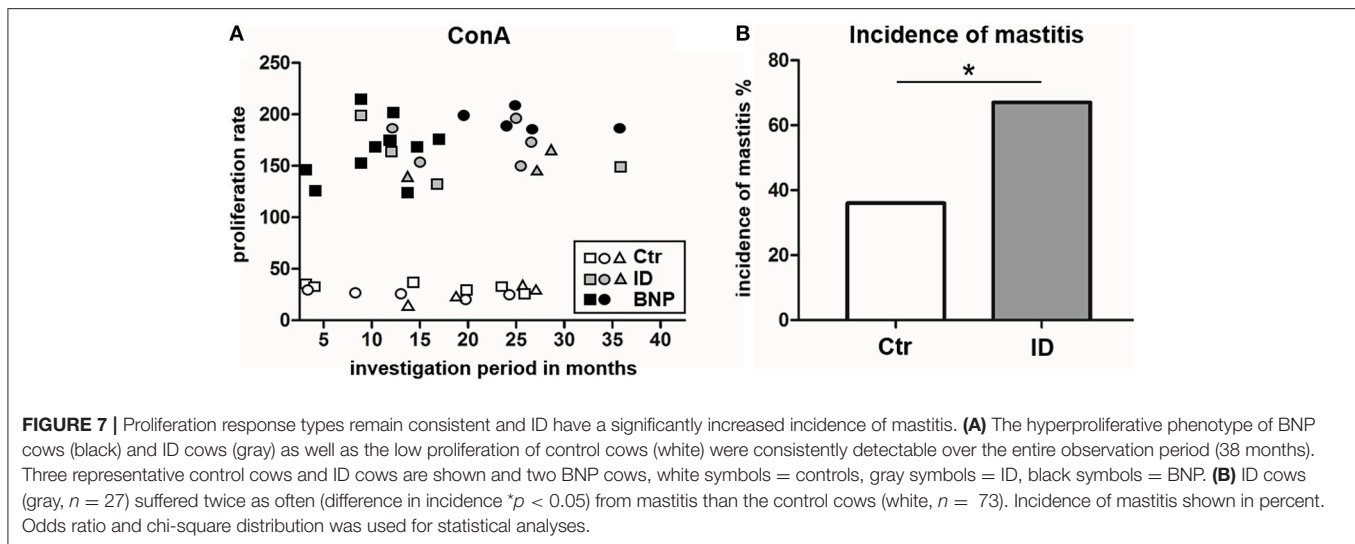 A
ConA
proliferation rate
250
200
150
100
50
0
5 10 15 20 25 30 35 40
investigation period in months
Ctr
ID
BNP
B
Incidence of mastitis
incidence of mastitis %
80
60
40
20
0
*
Ctr ID
FIGURE 7 | Proliferation response types remain consistent and ID have a significantly increased incidence of mastitis. (A) The hyperproliferative phenotype of BNP
cows (black) and ID cows (gray) as well as the low proliferation of control cows (white) were consistently detectable over the entire observation period (38 months).
Three representative control cows and ID cows are shown and two BNP cows, white symbols = controls, gray symbols = ID, black symbols = BNP. (B) ID cows
(gray, n = 27) suffered twice as often (difference in incidence *p < 0.05) from mastitis than the control cows (white, n = 73). Incidence of mastitis shown in percent.
Odds ratio and chi-square distribution was used for statistical analyses.